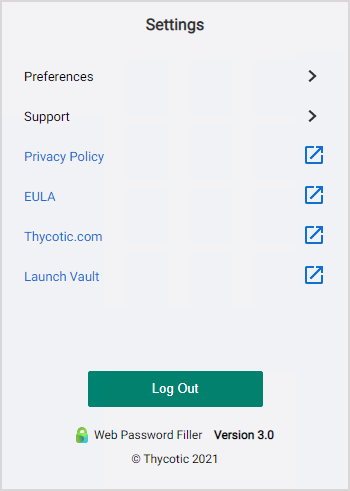 Settings
Preferences
Support
Privacy Policy
EULA
Thycotic.com
Launch Vault
Log Out
Web Password Filler Version 3.0
© Thycotic 2021